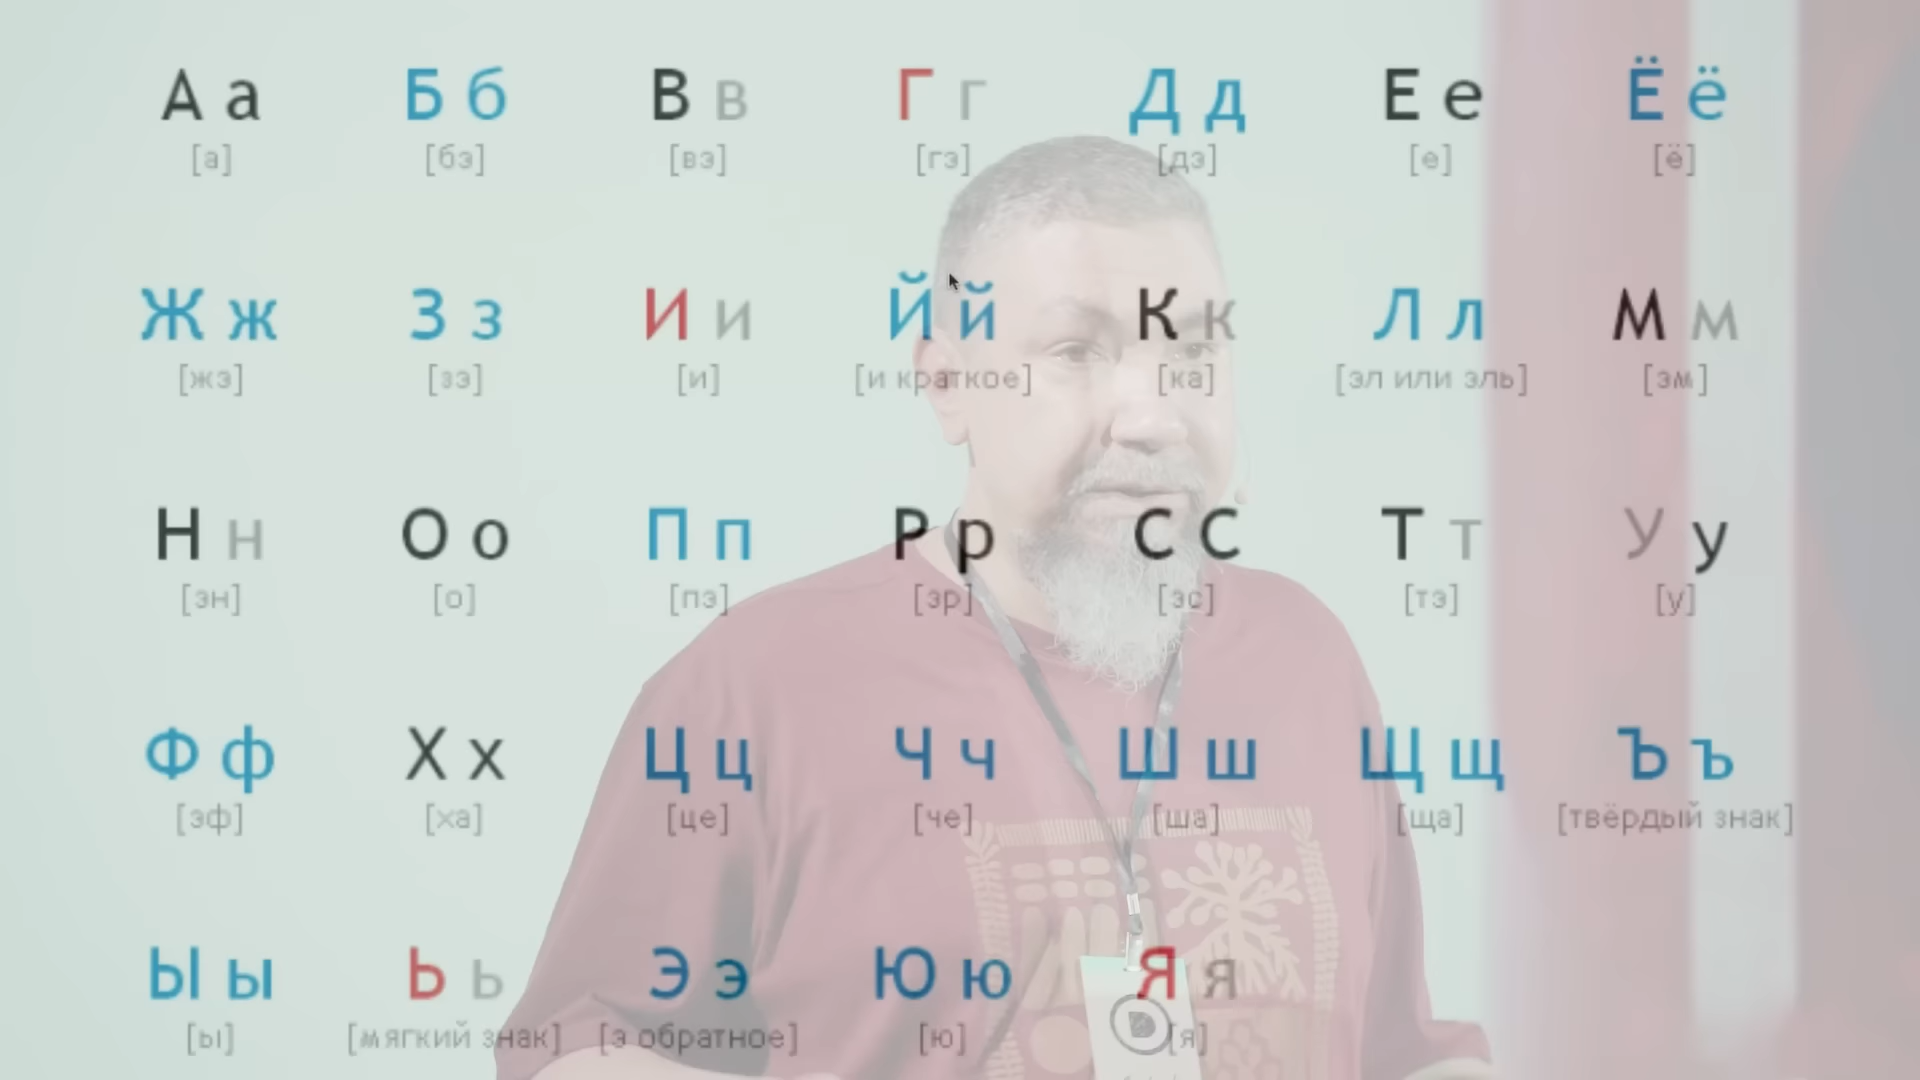 А а Б б В в Г г Д д Е е Ё ё
[а] [бэ] [вэ] [гэ] [дэ] [е] [ё]
Ж ж З з И и Й й К к Л л М м
[жэ] [зэ] [и] [и краткое] [ка] [эл или эль] [эм]
Н н О о П п Р р С С Т т У у
[эн] [о] [пэ] [эр] [эс] [тэ] [у]
Ф ф Х х Ц ц Ч ч Ш ш Щ щ Ъ ъ
[эф] [ха] [це] [че] [ша] [ща] [твёрдый знак]
Ы ы Ь ь Э э Ю ю Я я
[ы] [мягкий знак] [э обратное] [ю] [я]